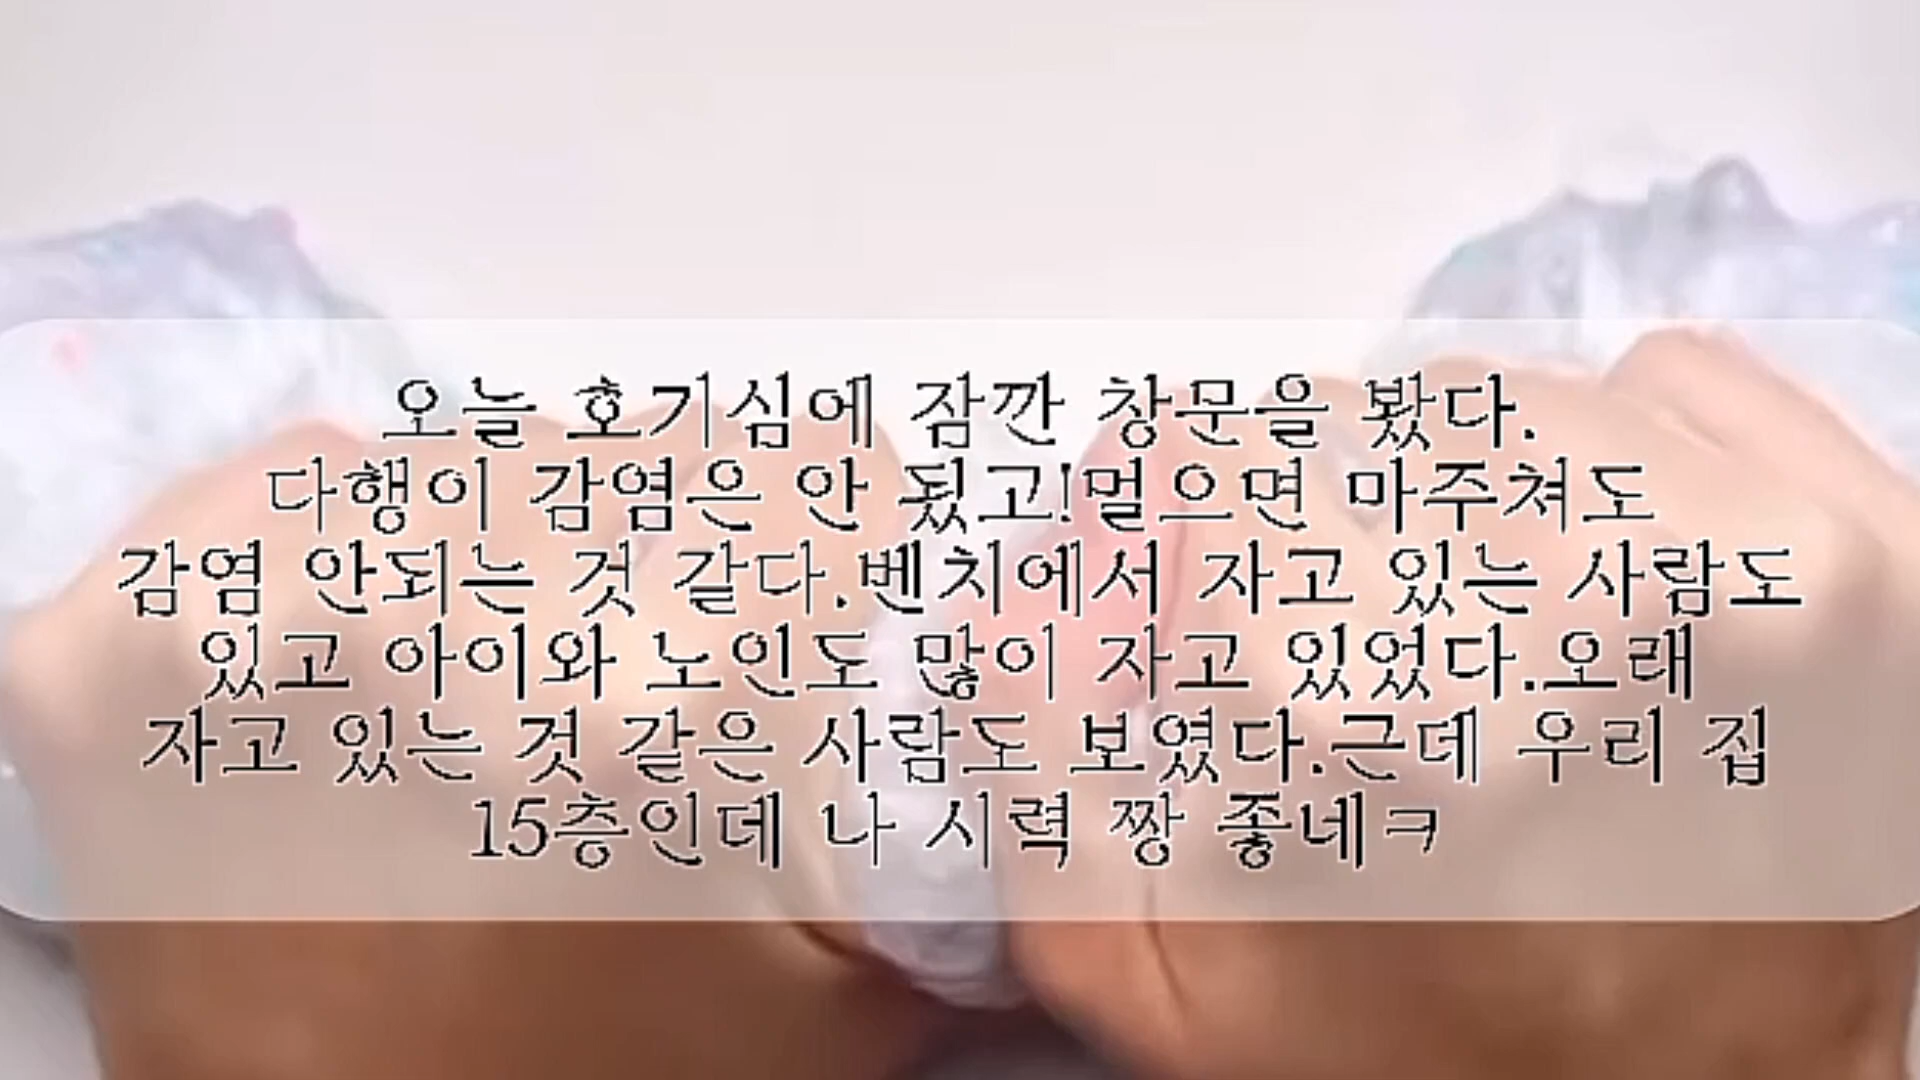 오늘 호기심에 잠깐 창문을 봤다.
다행이 감염은 안 됬고!멀으면 마주쳐도
감염 안되는 것 같다.벤치에서 자고 있는 사람도
있고 아이와 노인도 많이 자고 있었다.오래
자고 있는 것 같은 사람도 보였다.근데 우리 집
15층인데 나 시력 짱 좋네ㅋ